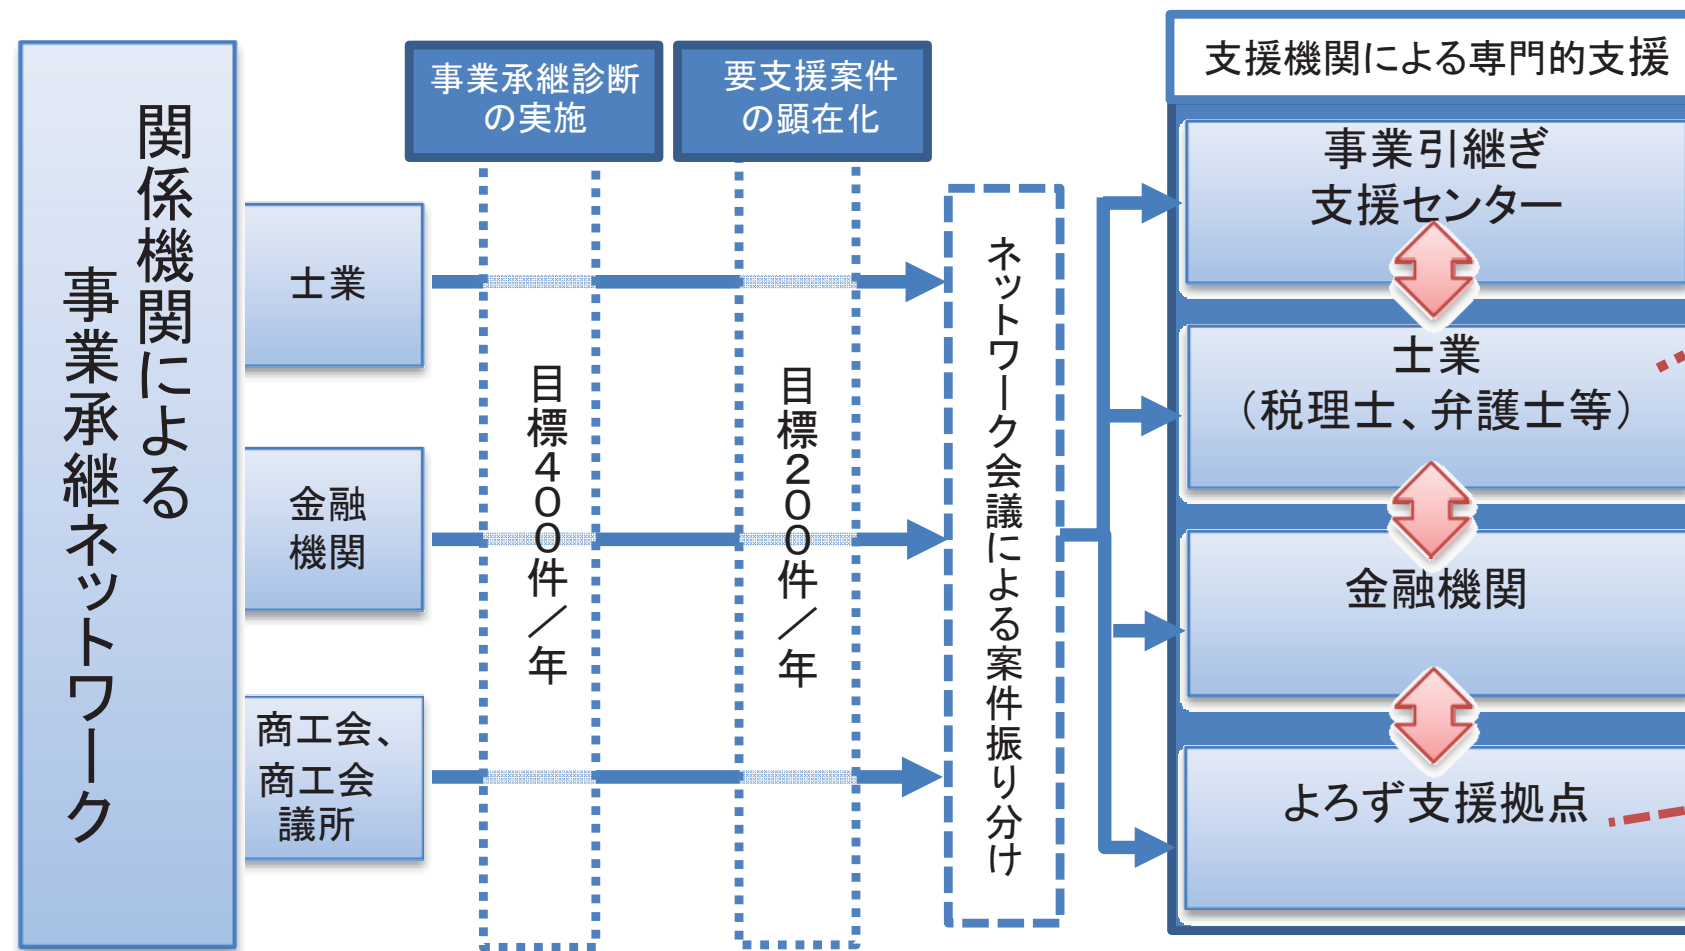 関係機関による
事業承継ネットワーク
士業
金融
機関
商工会、
商工会
議所
事業承継診断
の実施
目標４００件／年
要支援案件
の顕在化
目標２００件／年
ネットワーク会議による案件振り分け
支援機関による専門的支援
事業引継ぎ
支援センター
士業
（税理士、弁護士等）
金融機関
よろず支援拠点